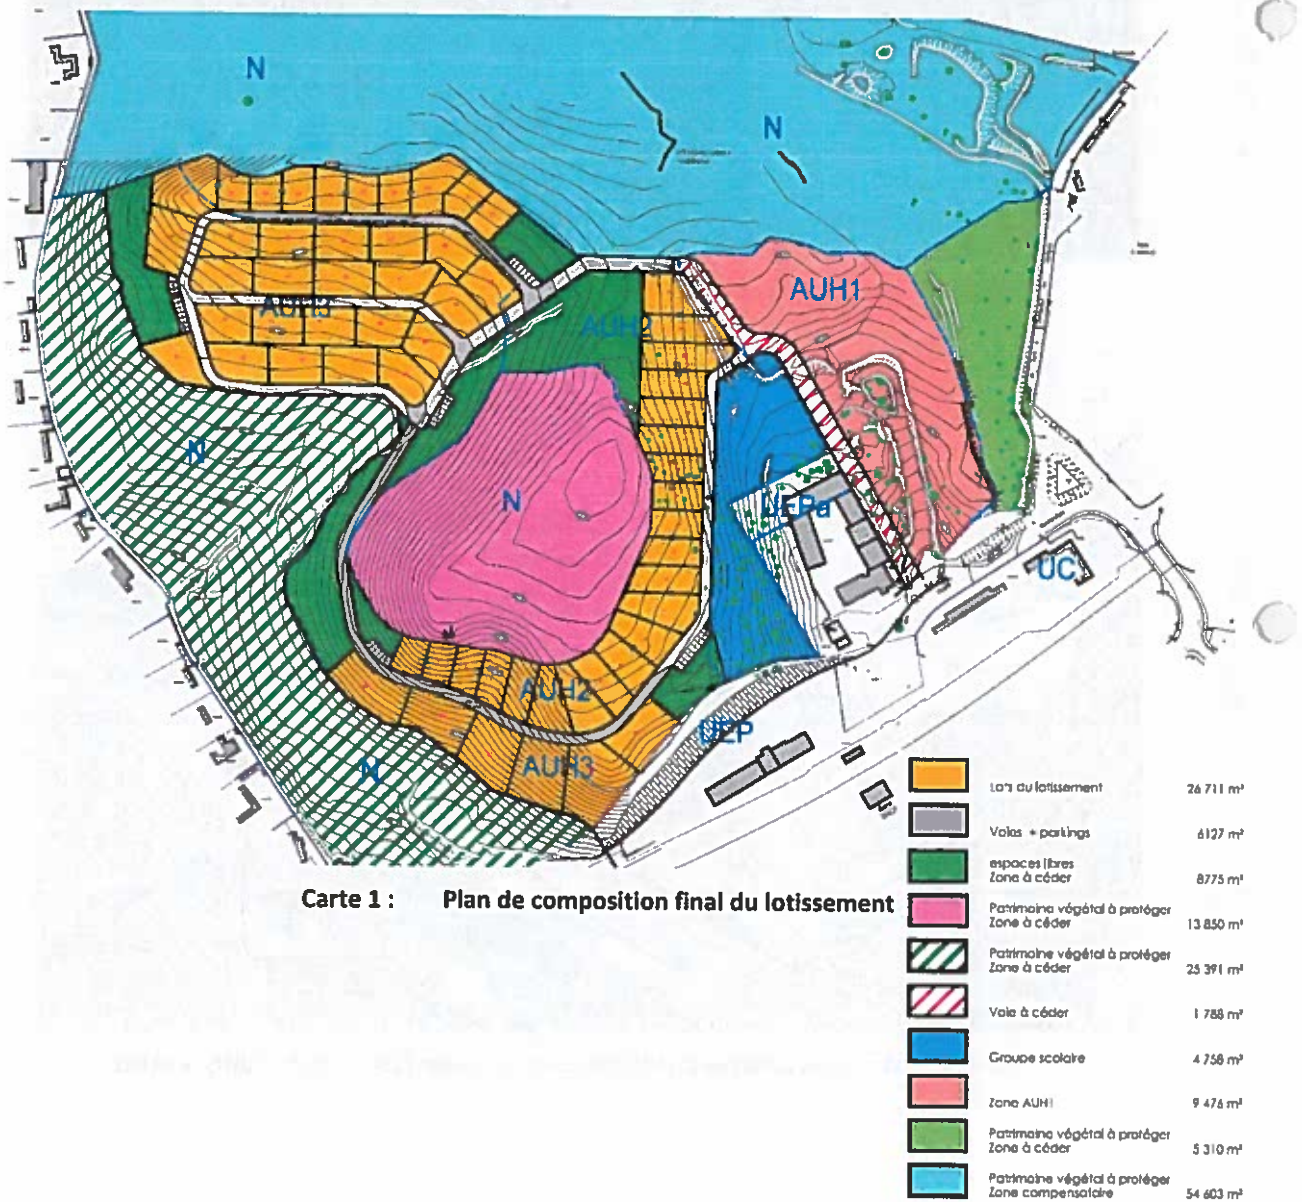 N
N
AUH1
AUH3
AUH2
N
N
UEPa
UC
AUH2
UEP
AUH3
N
Carte 1 : Plan de composition final du lotissement
Lots du lotissement 26 711 m²
Voies + parkings 6127 m²
espaces libres
Zone à céder 8775 m²
Patrimoine végétal à protéger
Zone à céder 13 850 m²
Patrimoine végétal à protéger
Zone à céder 25 391 m²
Voie à céder 1 788 m²
Groupe scolaire 4 758 m²
Zone AUH1 9 476 m²
Patrimoine végétal à protéger
Zone à céder 5 310 m²
Patrimoine végétal à protéger
Zone compensatoire 54 603 m²